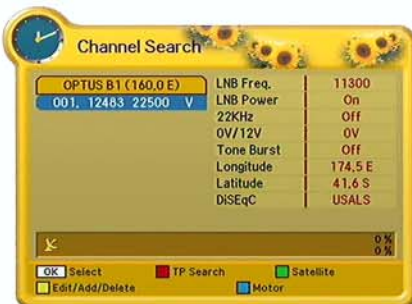 Channel Search
OPTUS B1 (160,0 E)
001, 12483 22500 V
LNB Freq, 11300
LNB Power On
22KHz Off
0V/12V 0V
Tone Burst Off
Longitude 174,5 E
Latitude 41,6 S
DiSEqC USALS
0 %
0 %
OK Select TP Search Satellite
Edit/Add/Delete Motor